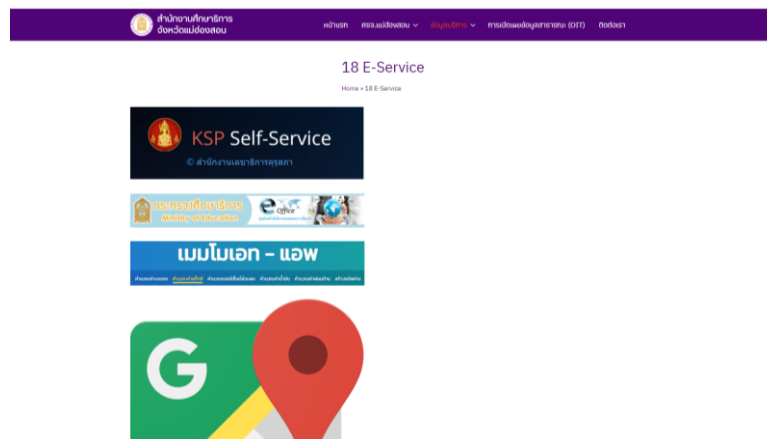 สำนักงานศึกษาธิการ
จังหวัดแม่ฮ่องสอน
หน้าแรก ศธจ.แม่ฮ่องสอน ข้อมูลบริการ การเปิดเผยข้อมูลสาธารณะ (OIT) ติดต่อเรา
18 E-Service
Home » 18 E-Service
KSP Self-Service
© สำนักงานเลขาธิการคุรุสภา
กระทรวงศึกษาธิการ
Ministry of Education
e Office
เมมโมเอท - แอพ
G